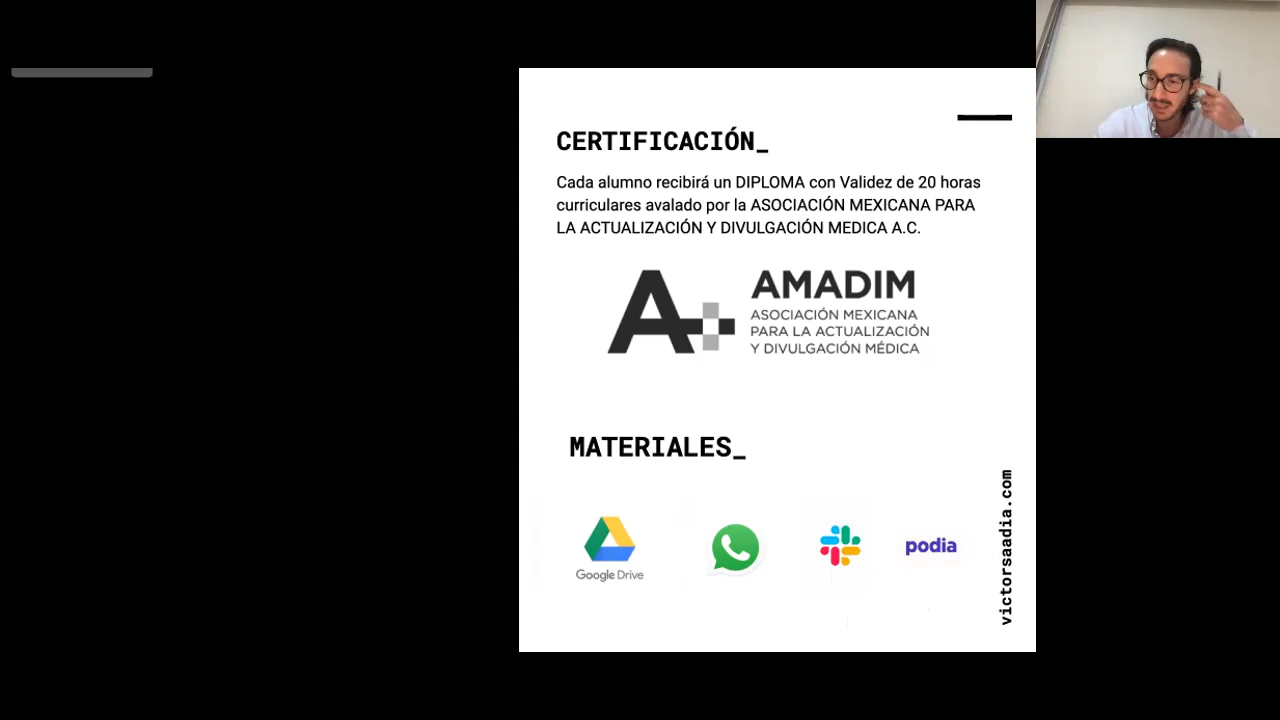 CERTIFICACIÓN_
Cada alumno recibirá un DIPLOMA con Validez de 20 horas
curriculares avalado por la ASOCIACIÓN MEXICANA PARA
LA ACTUALIZACIÓN Y DIVULGACIÓN MEDICA A.C.
A+
AMADIM
ASOCIACIÓN MEXICANA
PARA LA ACTUALIZACIÓN
Y DIVULGACIÓN MÉDICA
MATERIALES_
Google Drive
podia
victorsaadia.com